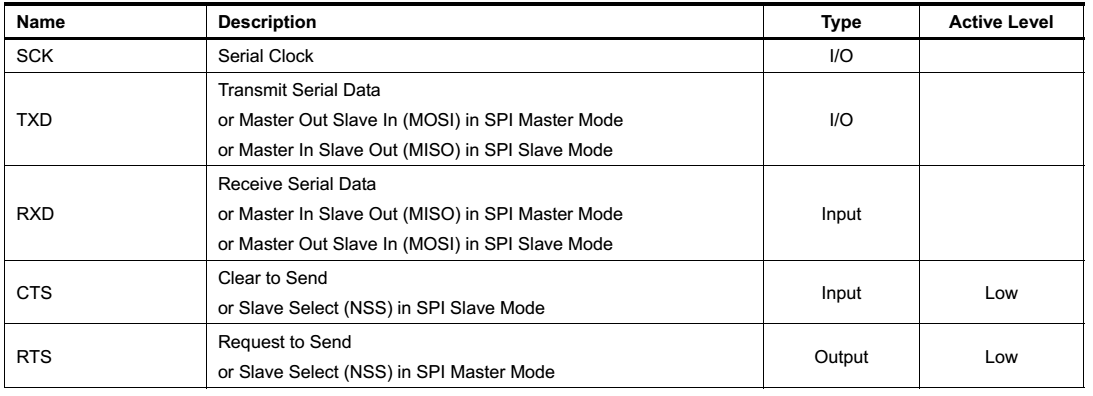 Name Description Type Active Level
SCK Serial Clock I/O
Transmit Serial Data
TXD or Master Out Slave In (MOSI) in SPI Master Mode I/O
or Master In Slave Out (MISO) in SPI Slave Mode
Receive Serial Data
RXD or Master In Slave Out (MISO) in SPI Master Mode Input
or Master Out Slave In (MOSI) in SPI Slave Mode
Clear to Send
CTS Input Low
or Slave Select (NSS) in SPI Slave Mode
Request to Send
RTS Output Low
or Slave Select (NSS) in SPI Master Mode